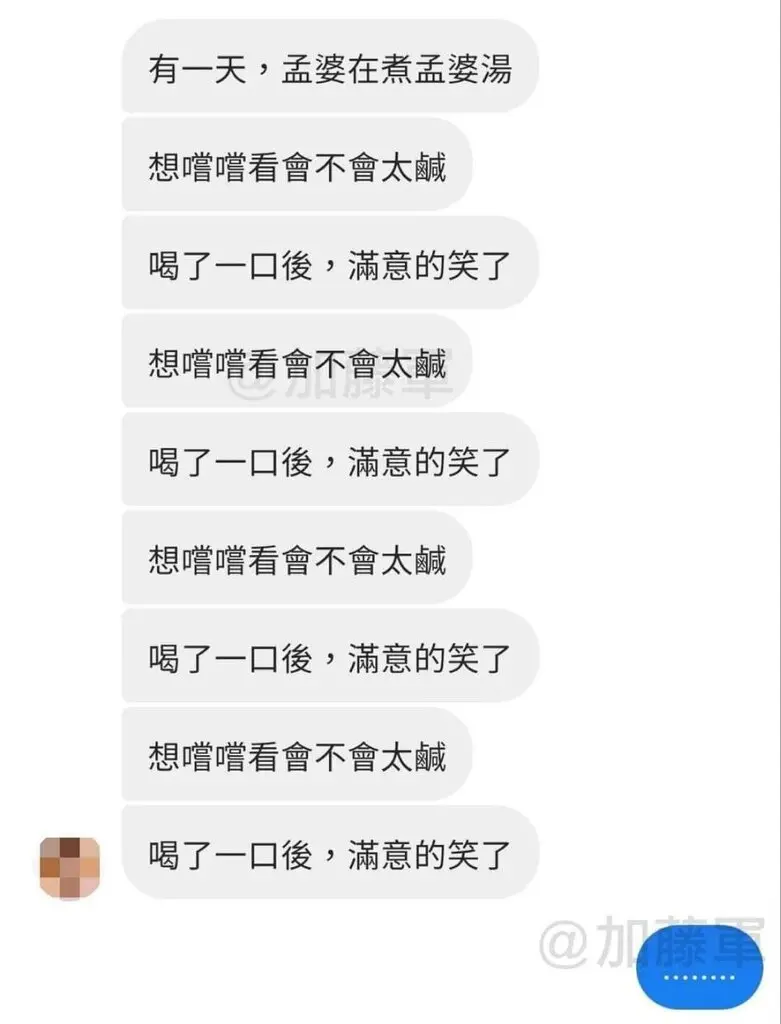 有一天，孟婆在煮孟婆湯
想嚐嚐看會不會太鹹
喝了一口後，滿意的笑了
想嚐嚐看會不會太鹹
@加藤軍
喝了一口後，滿意的笑了
想嚐嚐看會不會太鹹
喝了一口後，滿意的笑了
想嚐嚐看會不會太鹹
喝了一口後，滿意的笑了
@加藤軍
.........